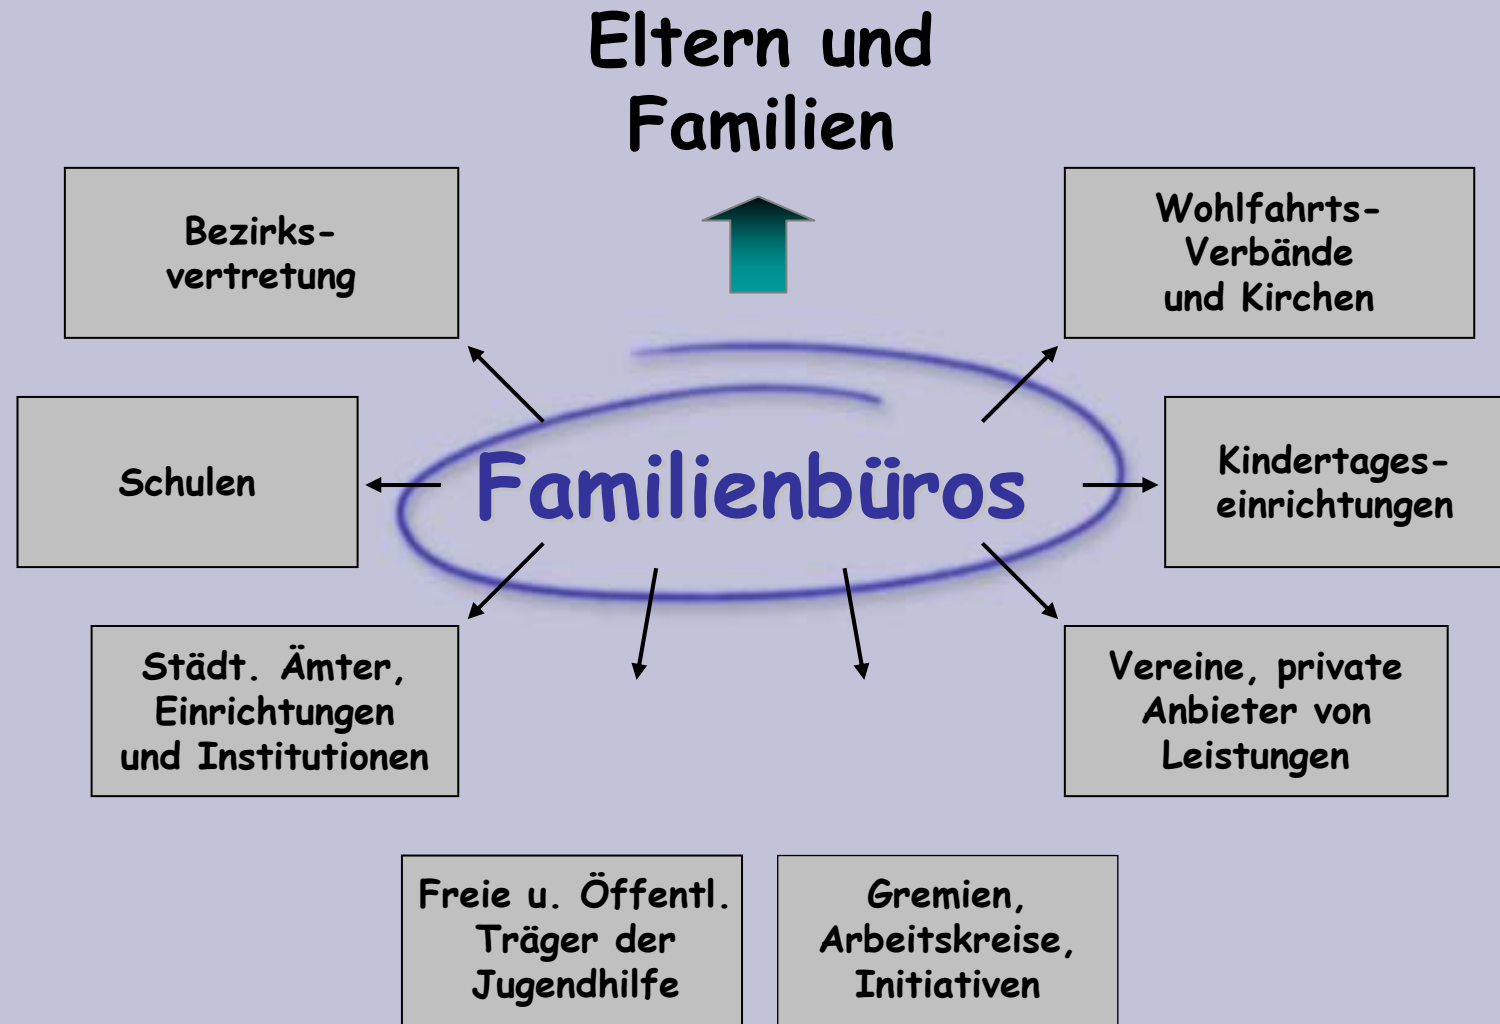 Eltern und
Familien
Bezirks-
vertretung
Wohlfahrts-
Verbände
und Kirchen
Schulen
Familienbüros
Kindertages-
einrichtungen
Städt. Ämter,
Einrichtungen
und Institutionen
Vereine, private
Anbieter von
Leistungen
Freie u. Öffentl.
Träger der
Jugendhilfe
Gremien,
Arbeitskreise,
Initiativen